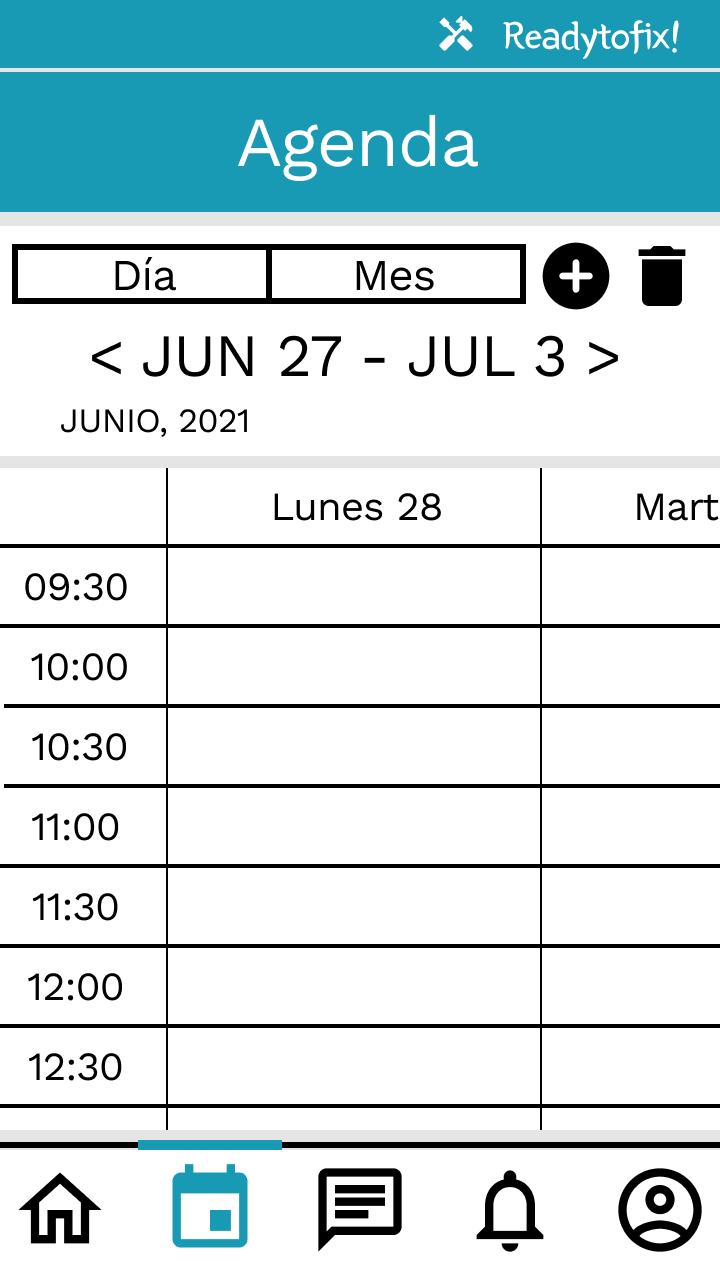 Readytofix!
Agenda
Día Mes
< JUN 27 - JUL 3 >
JUNIO, 2021
Lunes 28 Mart
09:30
10:00
10:30
11:00
11:30
12:00
12:30